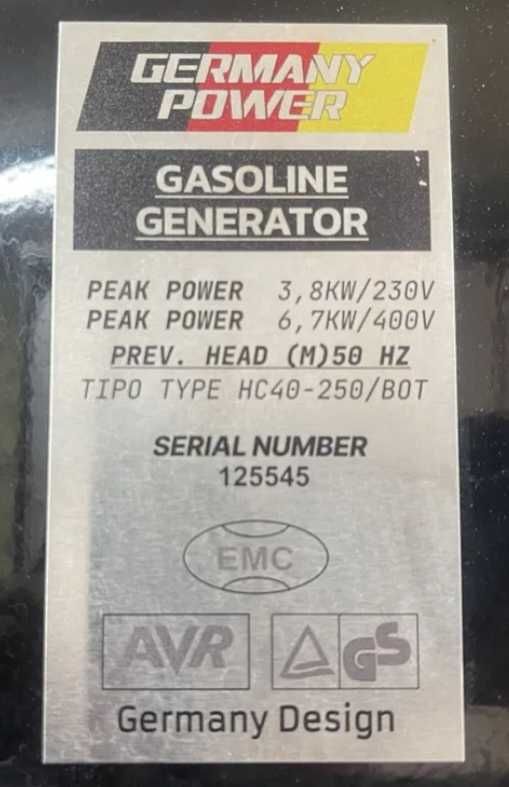 GERMANY
POWER
GASOLINE
GENERATOR
PEAK POWER 3,8KW/230V
PEAK POWER 6,7KW/400V
PREV. HEAD (M)50 HZ
TIPO TYPE HC40-250/BOT
SERIAL NUMBER
125545
EMC
AVR GS
Germany Design